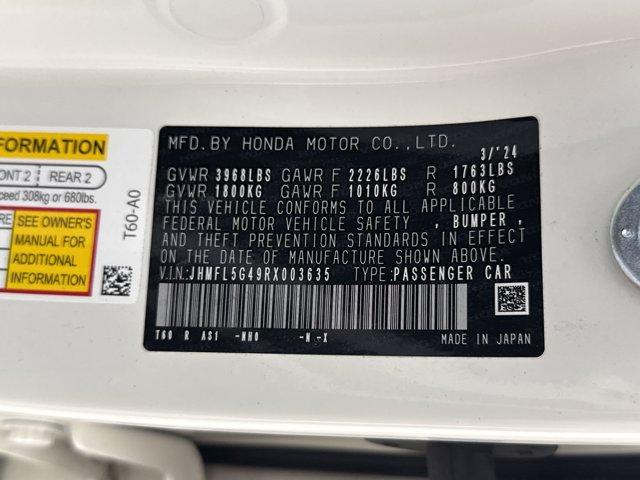 FORMATION
ONT 2 REAR 2
ceed 308kg or 680lbs.
RE SEE OWNER'S
MANUAL FOR
ADDITIONAL
INFORMATION
T60-A0
MFD.BY HONDA MOTOR CO.,LTD.
3/'24
GVWR 3968LBS GAWR F 2226LBS R 1763LBS
GVWR 1800KG GAWR F 1010KG R 800KG
THIS VEHICLE CONFORMS TO ALL APPLICABLE
FEDERAL MOTOR VEHICLE SAFETY , BUMPER ,
AND THEFT PREVENTION STANDARDS IN EFFECT
ON THE DATE OF MANUFACTURE SHOWN ABOVE.
V.I.N: JHMFL5G49RX003635 TYPE: PASSENGER CAR
T60 R AS1 -NH0 -N -X MADE IN JAPAN